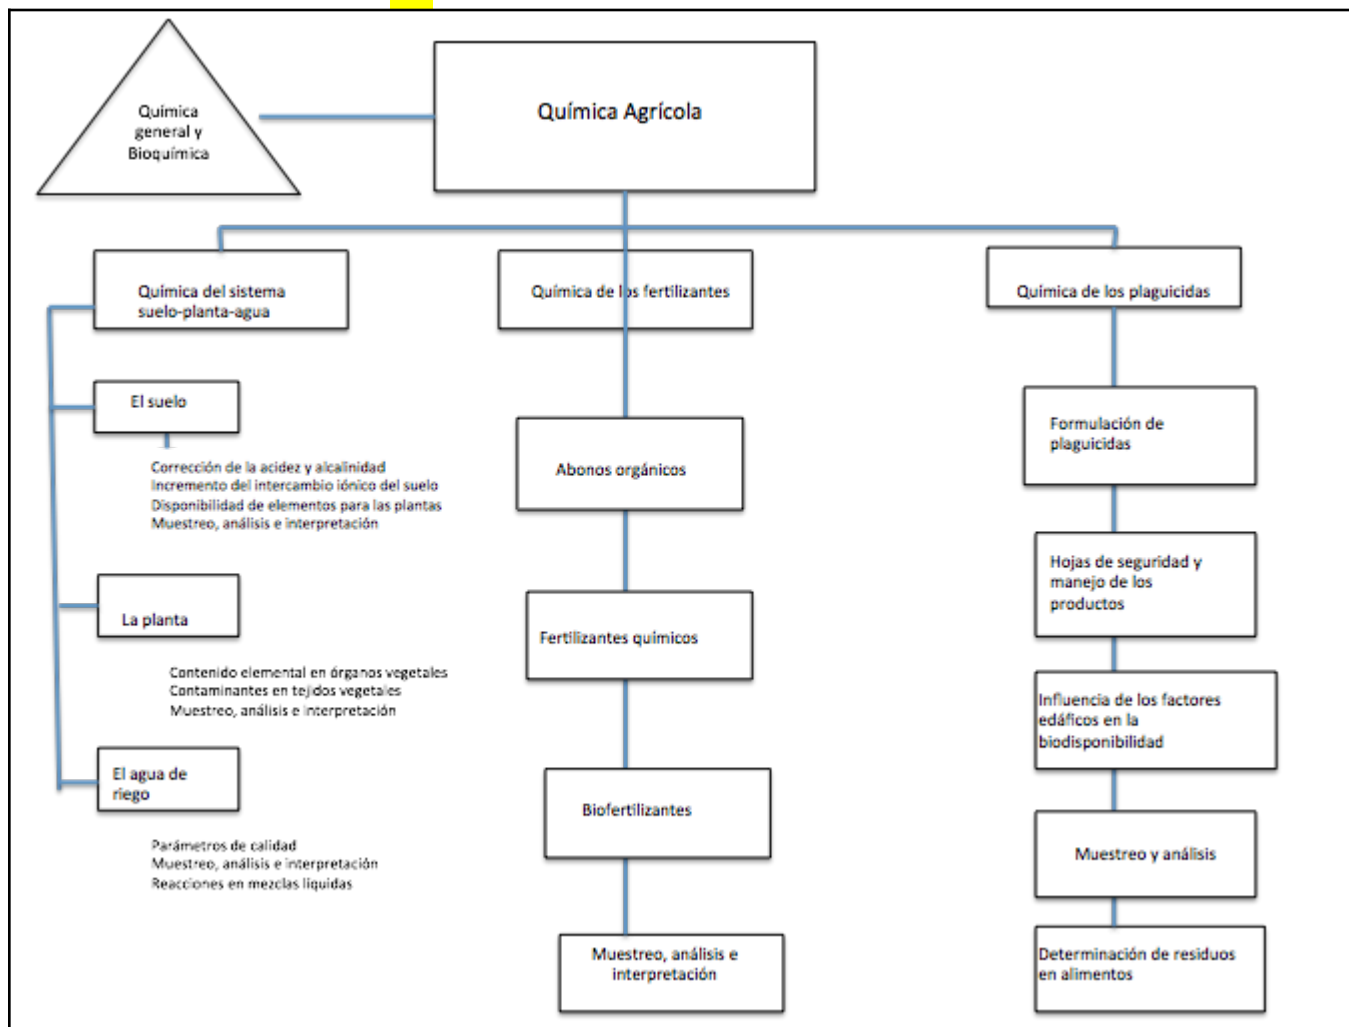 Química
general y
Bioquímica
Química Agrícola
Química del sistema
suelo-planta-agua
Química de los fertilizantes
Química de los plaguicidas
El suelo
Corrección de la acidez y alcalinidad
Incremento del intercambio iónico del suelo
Disponibilidad de elementos para las plantas
Muestreo, análisis e interpretación
La planta
Contenido elemental en órganos vegetales
Contaminantes en tejidos vegetales
Muestreo, análisis e interpretación
El agua de
riego
Parámetros de calidad
Muestreo, análisis e interpretación
Reacciones en mezclas líquidas
Abonos orgánicos
Fertilizantes químicos
Biofertilizantes
Muestreo, análisis e
interpretación
Formulación de
plaguicidas
Hojas de seguridad y
manejo de los
productos
Influencia de los factores
edáficos en la
biodisponibilidad
Muestreo y análisis
Determinación de residuos
en alimentos